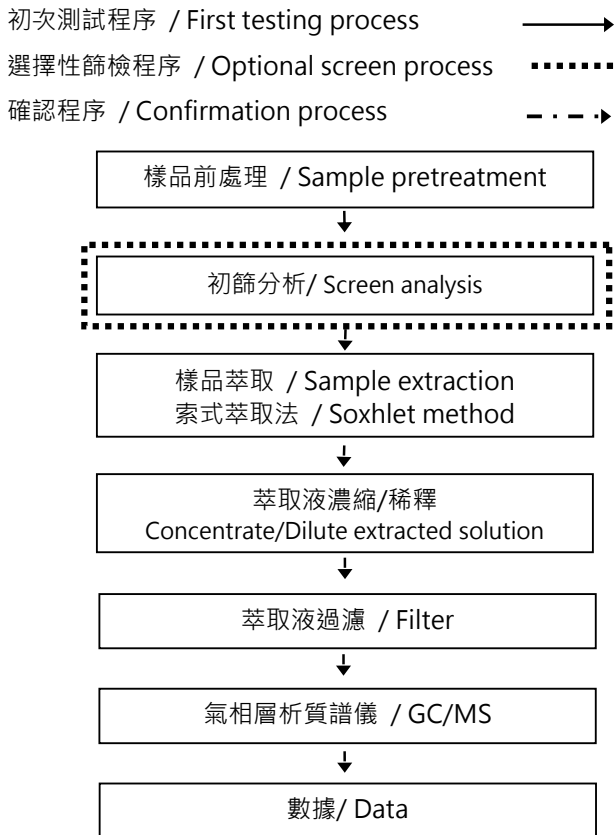 初次測試程序 / First testing process
選擇性篩檢程序 / Optional screen process
確認程序 / Confirmation process
樣品前處理 / Sample pretreatment
初篩分析/ Screen analysis
樣品萃取 / Sample extraction
索式萃取法 / Soxhlet method
萃取液濃縮/稀釋
Concentrate/Dilute extracted solution
萃取液過濾 / Filter
氣相層析質譜儀 / GC/MS
數據/ Data